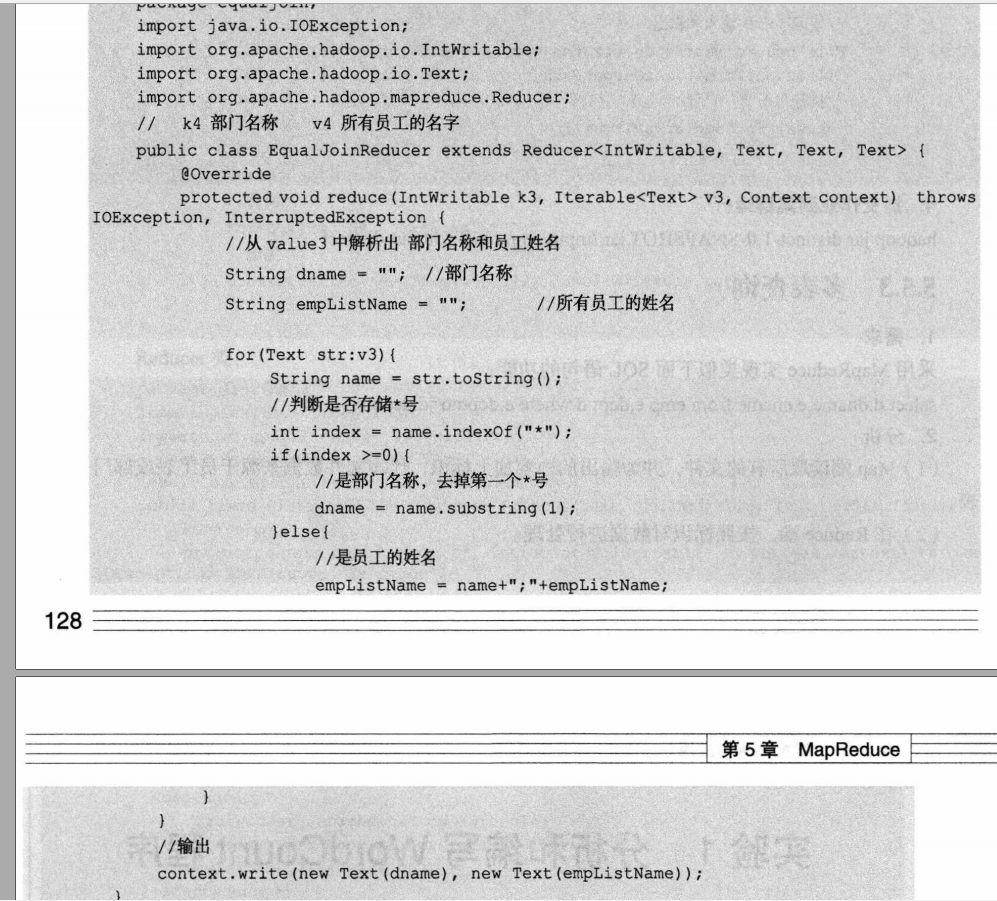 package equaljoin;
import java.io.IOException;
import org.apache.hadoop.io.IntWritable;
import org.apache.hadoop.io.Text;
import org.apache.hadoop.mapreduce.Reducer;
//   k4 部门名称   v4 所有员工的名字
public class EqualJoinReducer extends Reducer<IntWritable, Text, Text, Text> {
@Override
protected void reduce(IntWritable k3, Iterable<Text> v3, Context context)  throws
IOException, InterruptedException {
//从 value3 中解析出 部门名称和员工姓名
String dname = "";  //部门名称
String empListName = "";       //所有员工的姓名
for(Text str:v3){
String name = str.toString();
//判断是否存储*号
int index = name.indexOf("*");
if(index >=0){
//是部门名称，去掉第一个*号
dname = name.substring(1);
}else{
//是员工的姓名
empListName = name+";"+empListName;
128
第 5 章   MapReduce
}
}
//输出
context.write(new Text(dname), new Text(empListName));
}